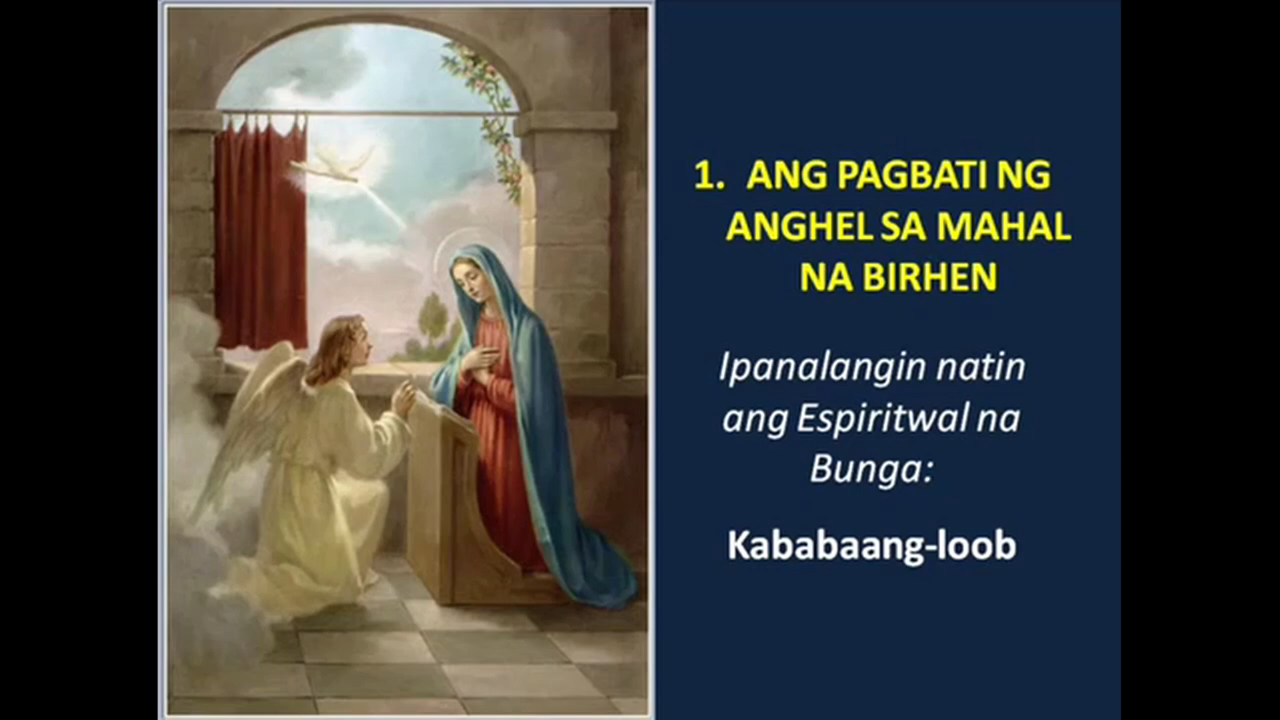 1. ANG PAGBATI NG
ANGHEL SA MAHAL
NA BIRHEN
Ipanalangin natin
ang Espiritwal na
Bunga:
Kababaang-loob